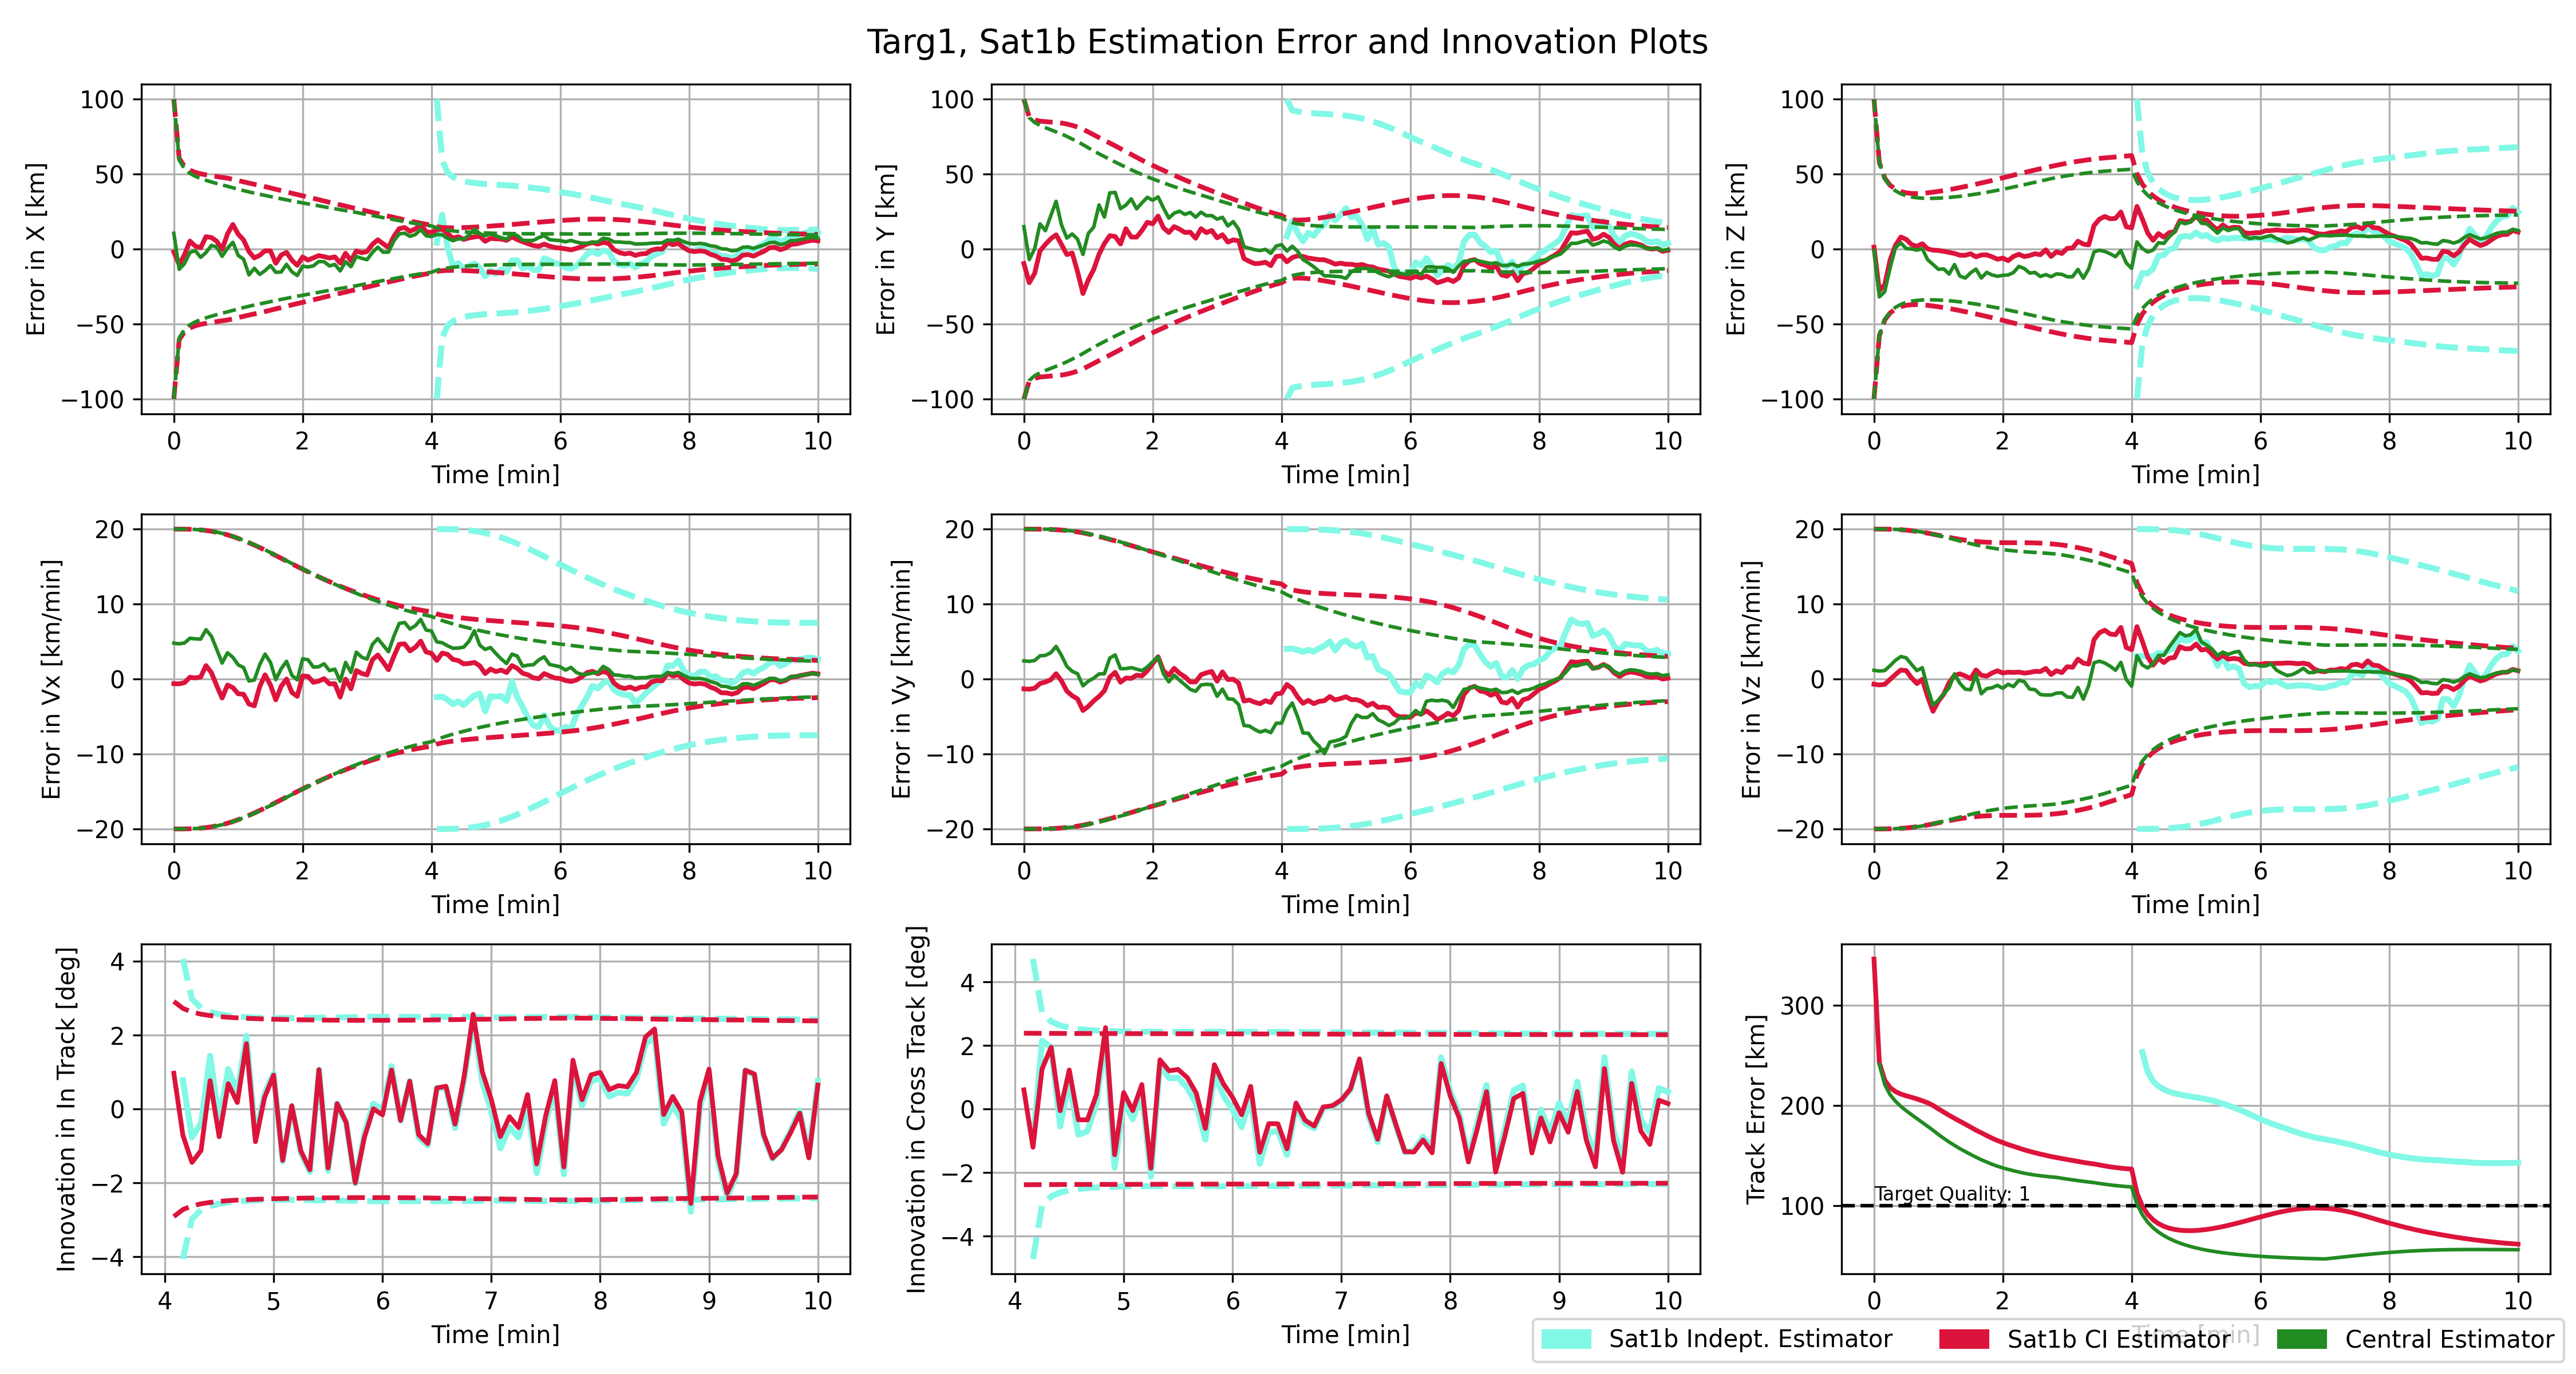 Targ1, Sat1b Estimation Error and Innovation Plots
Error in X [km]
100
50
0
−50
−100
0 2 4 6 8 10
Time [min]
Error in Y [km]
100
50
0
−50
−100
0 2 4 6 8 10
Time [min]
Error in Z [km]
100
50
0
−50
−100
0 2 4 6 8 10
Time [min]
Error in Vx [km/min]
20
10
0
−10
−20
0 2 4 6 8 10
Time [min]
Error in Vy [km/min]
20
10
0
−10
−20
0 2 4 6 8 10
Time [min]
Error in Vz [km/min]
20
10
0
−10
−20
0 2 4 6 8 10
Time [min]
Innovation in In Track [deg]
4
2
0
−2
−4
4 5 6 7 8 9 10
Time [min]
Innovation in Cross Track [deg]
4
2
0
−2
−4
4 5 6 7 8 9 10
Time [min]
Track Error [km]
300
200
100
Target Quality: 1
0 2 4 6 8 10
Time [min]
Sat1b Indept. Estimator Sat1b CI Estimator Central Estimator